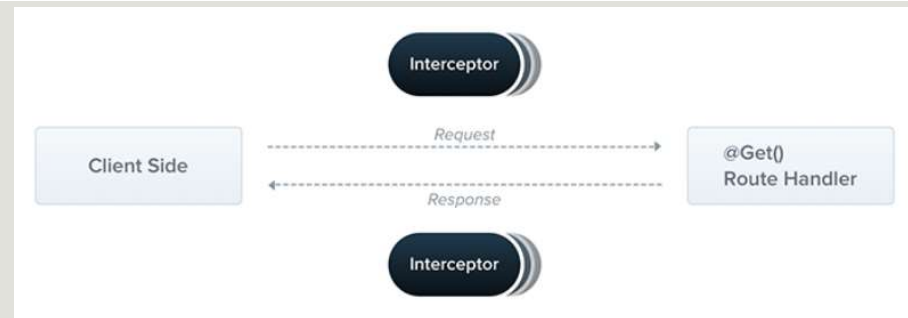 Interceptor
Request
Client Side
@Get()
Route Handler
Response
Interceptor